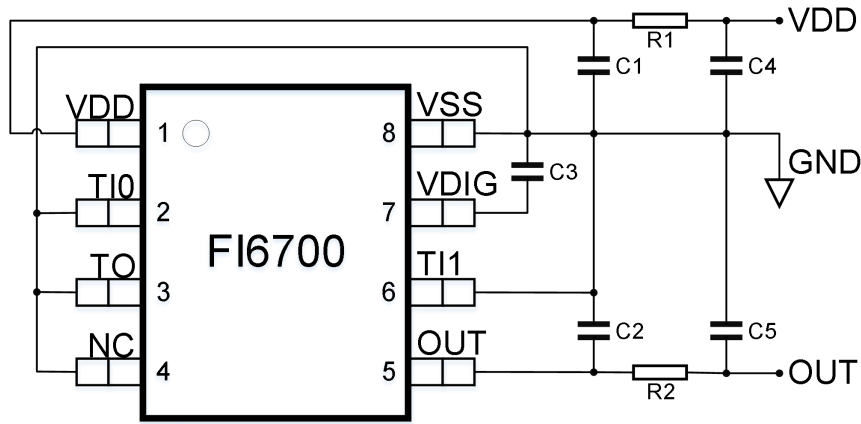 VDD
R1
C1
C4
VDD
1
8
VSS
C3
GND
TI0
2
7
VDIG
FI6700
TO
3
6
TI1
C2
C5
NC
4
5
OUT
R2
OUT